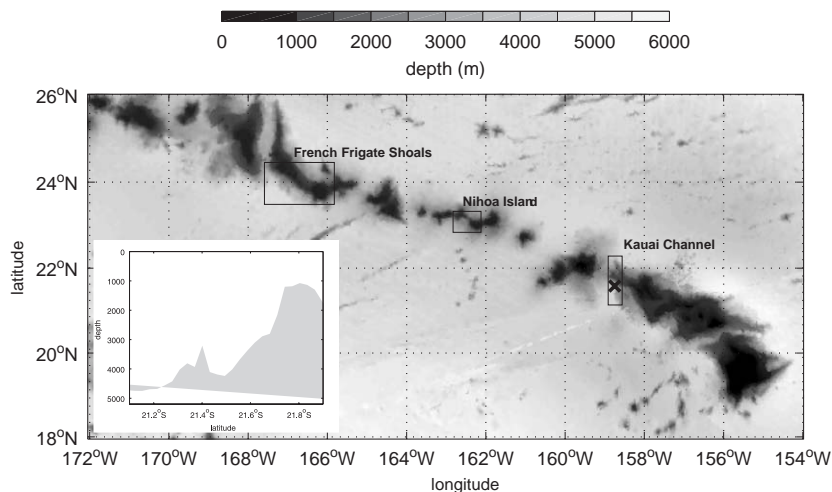 0 1000 2000 3000 4000 5000 6000
depth (m)
26°N
24°N
22°N
20°N
18°N
latitude
French Frigate Shoals
Nihoa Island
Kauai Channel
0
1000
2000
3000
4000
5000
depth
21.2°S 21.4°S 21.6°S 21.8°S
latitude
172°W 170°W 168°W 166°W 164°W 162°W 160°W 158°W 156°W 154°W
longitude